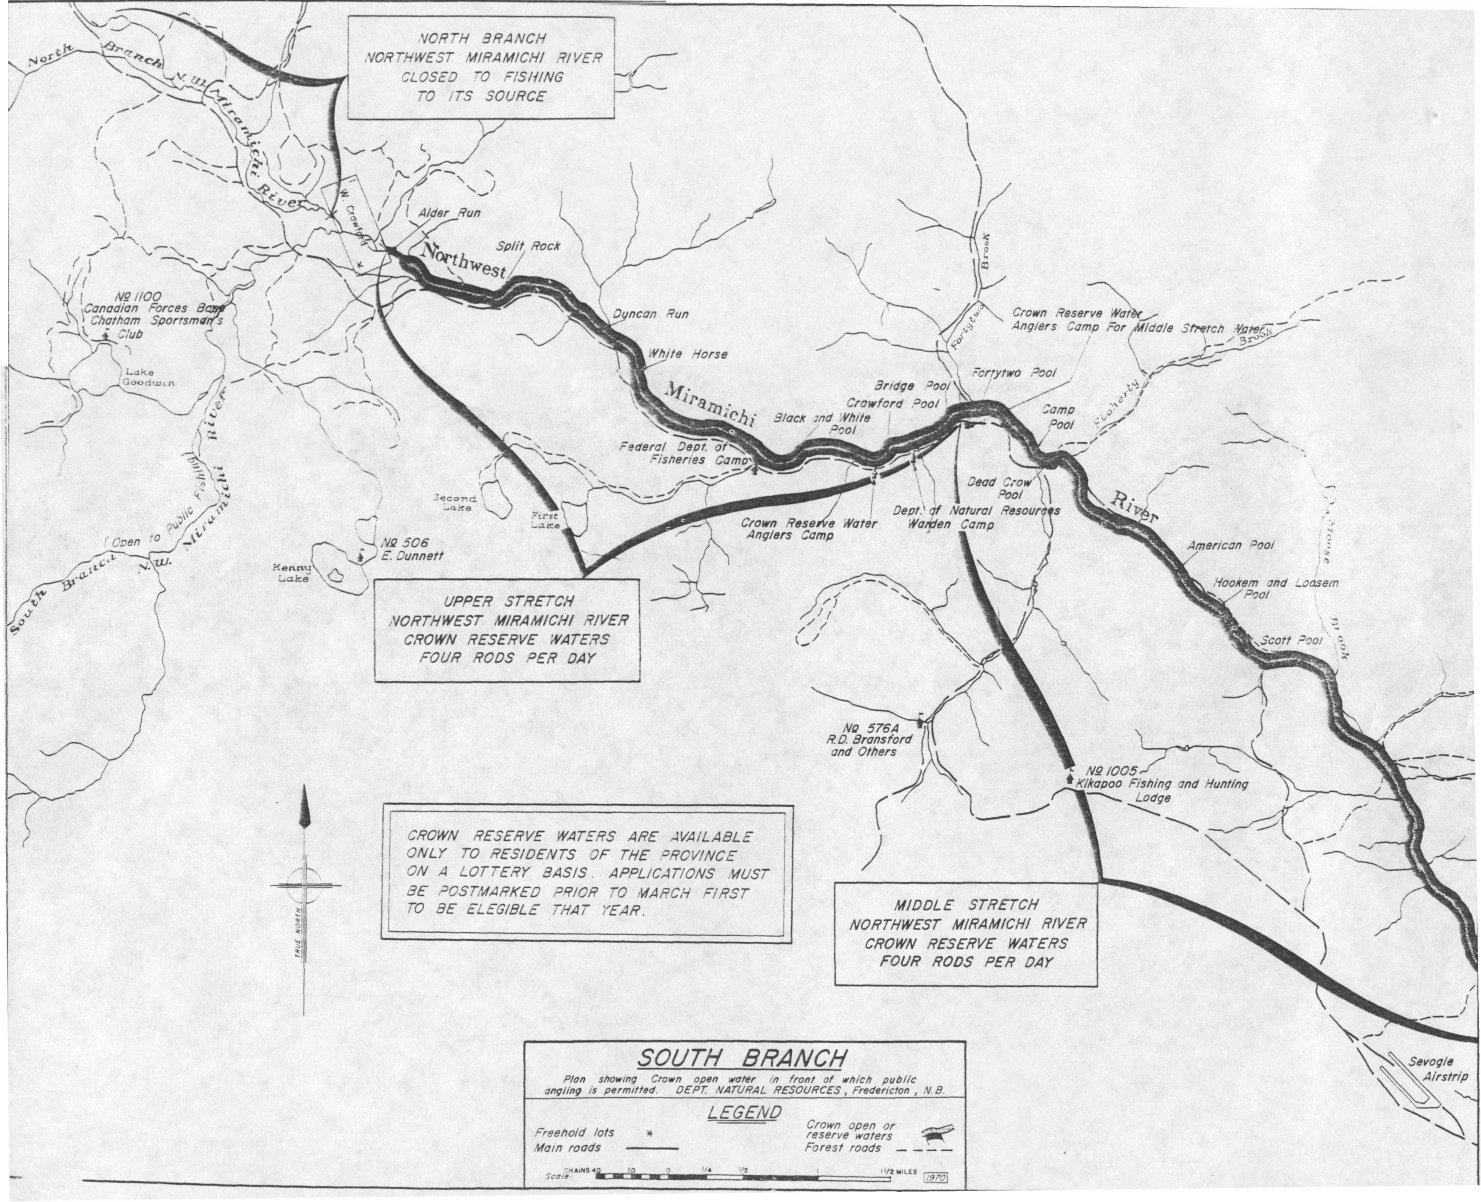 NORTH BRANCH
NORTHWEST MIRAMICHI RIVER
CLOSED TO FISHING
TO ITS SOURCE
North Branch N.W. Miramichi River
W. Crawford
*
Alder Run
Northwest
Split Rock
Duncan Run
White Horse
Miramichi
№ 1100
Canadian Forces Base
Chatham Sportsman's
Club
Lake
Goodwin
Brook
Fortytwo
Crown Reserve Water
Anglers Camp For Middle Stretch Water
Brook
Flaherty
Fortytwo Pool
Bridge Pool
Crawford Pool
Black and White
Pool
Camp
Pool
Federal Dept. of
Fisheries Camp
Dead Crow
Pool
River
Second
Lake
First
Lake
Crown Reserve Water
Anglers Camp
Dept. of Natural Resources
Warden Camp
River
(Open to Public Fishing)
South Branch N.W. Miramichi
№ 506
E. Dunnett
Kenny
Lake
American Pool
Hookem and Loosem
Pool
Scott Pool
Moose
Brook
UPPER STRETCH
NORTHWEST MIRAMICHI RIVER
CROWN RESERVE WATERS
FOUR RODS PER DAY
№ 576A
R.D. Bransford
and Others
№ 1005
Kikapoo Fishing and Hunting
Lodge
CROWN RESERVE WATERS ARE AVAILABLE
ONLY TO RESIDENTS OF THE PROVINCE
ON A LOTTERY BASIS. APPLICATIONS MUST
BE POSTMARKED PRIOR TO MARCH FIRST
TO BE ELEGIBLE THAT YEAR.
TRUE NORTH
MIDDLE STRETCH
NORTHWEST MIRAMICHI RIVER
CROWN RESERVE WATERS
FOUR RODS PER DAY
Sevogle
Airstrip
SOUTH BRANCH
Plan showing Crown open water in front of which public
angling is permitted. DEPT. NATURAL RESOURCES, Fredericton, N.B.
LEGEND
Freehold lots *
Main roads
Crown open or
reserve waters
Forest roads
Scale: CHAINS 40 20 0 1/4 1/2 1 1 1/2 MILES
1970